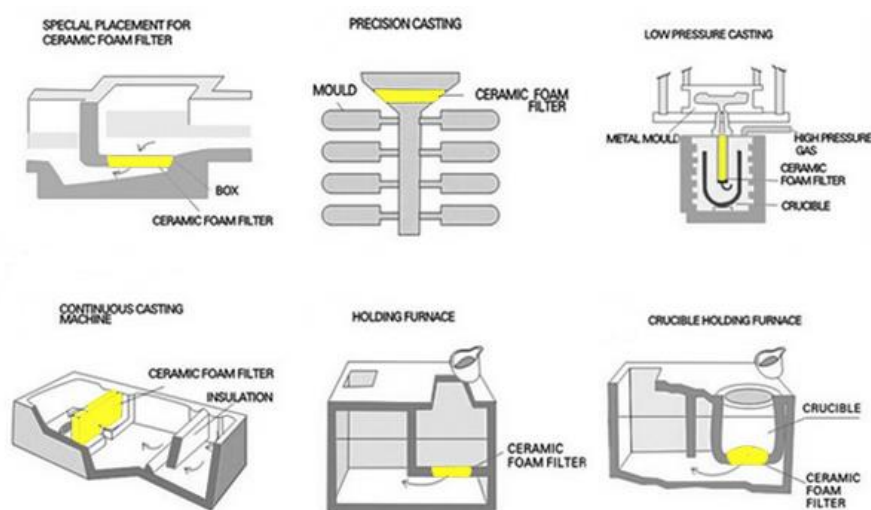 SPECLAL PLACEMENT FOR
CERAMIC FOAM FILTER
BOX
CERAMIC FOAM FILTER
PRECISION CASTING
MOULD
CERAMIC FOAM
FILTER
LOW PRESSURE CASTING
METAL MOULD
HIGH PRESSURE
GAS
CERAMIC
FOAM FILTER
CRUCIBLE
CONTINUOUS CASTING
MACHINE
CERAMIC FOAM FILTER
INSULATION
HOLDING FURNACE
CERAMIC
FOAM FILTER
CRUCIBLE HOLDING FURNACE
CRUCIBLE
CERAMIC
FOAM
FILTER